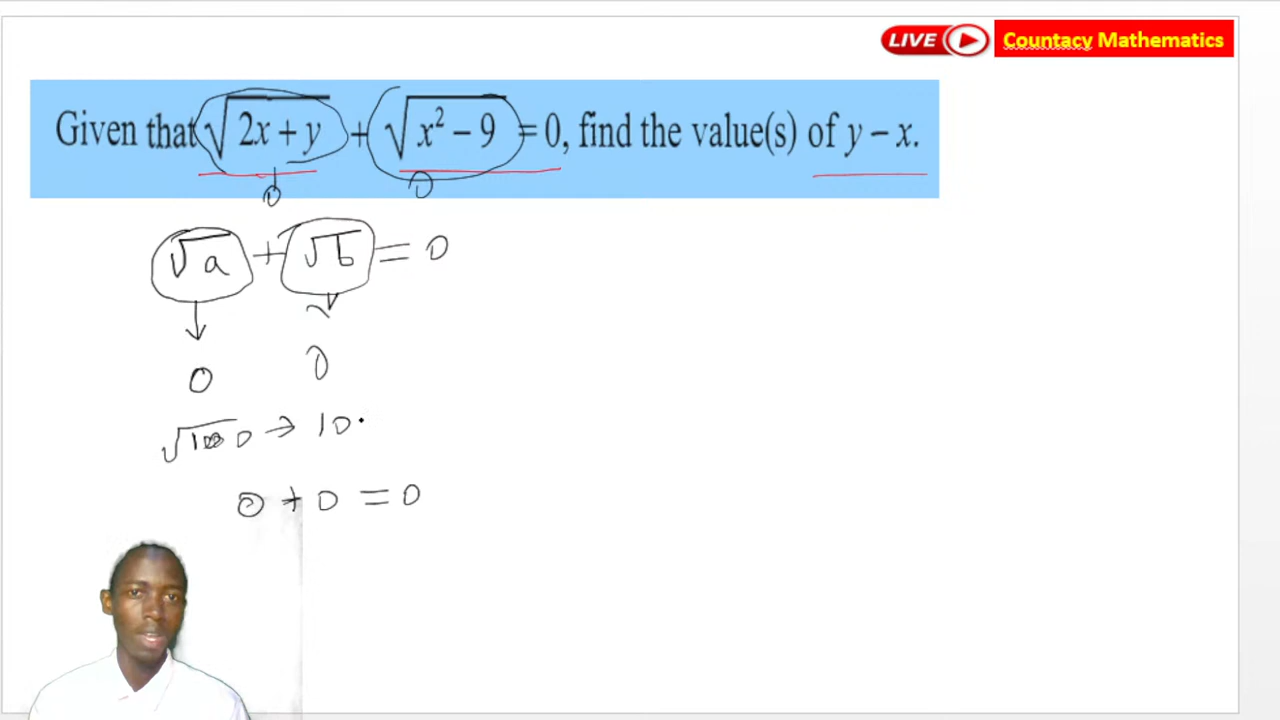 LIVE Countacy Mathematics
Given that √2x + y + √x² − 9 = 0, find the value(s) of y − x.
0 0
√a + √b = 0
0 0
√100 0 → 10.
0 + 0 = 0